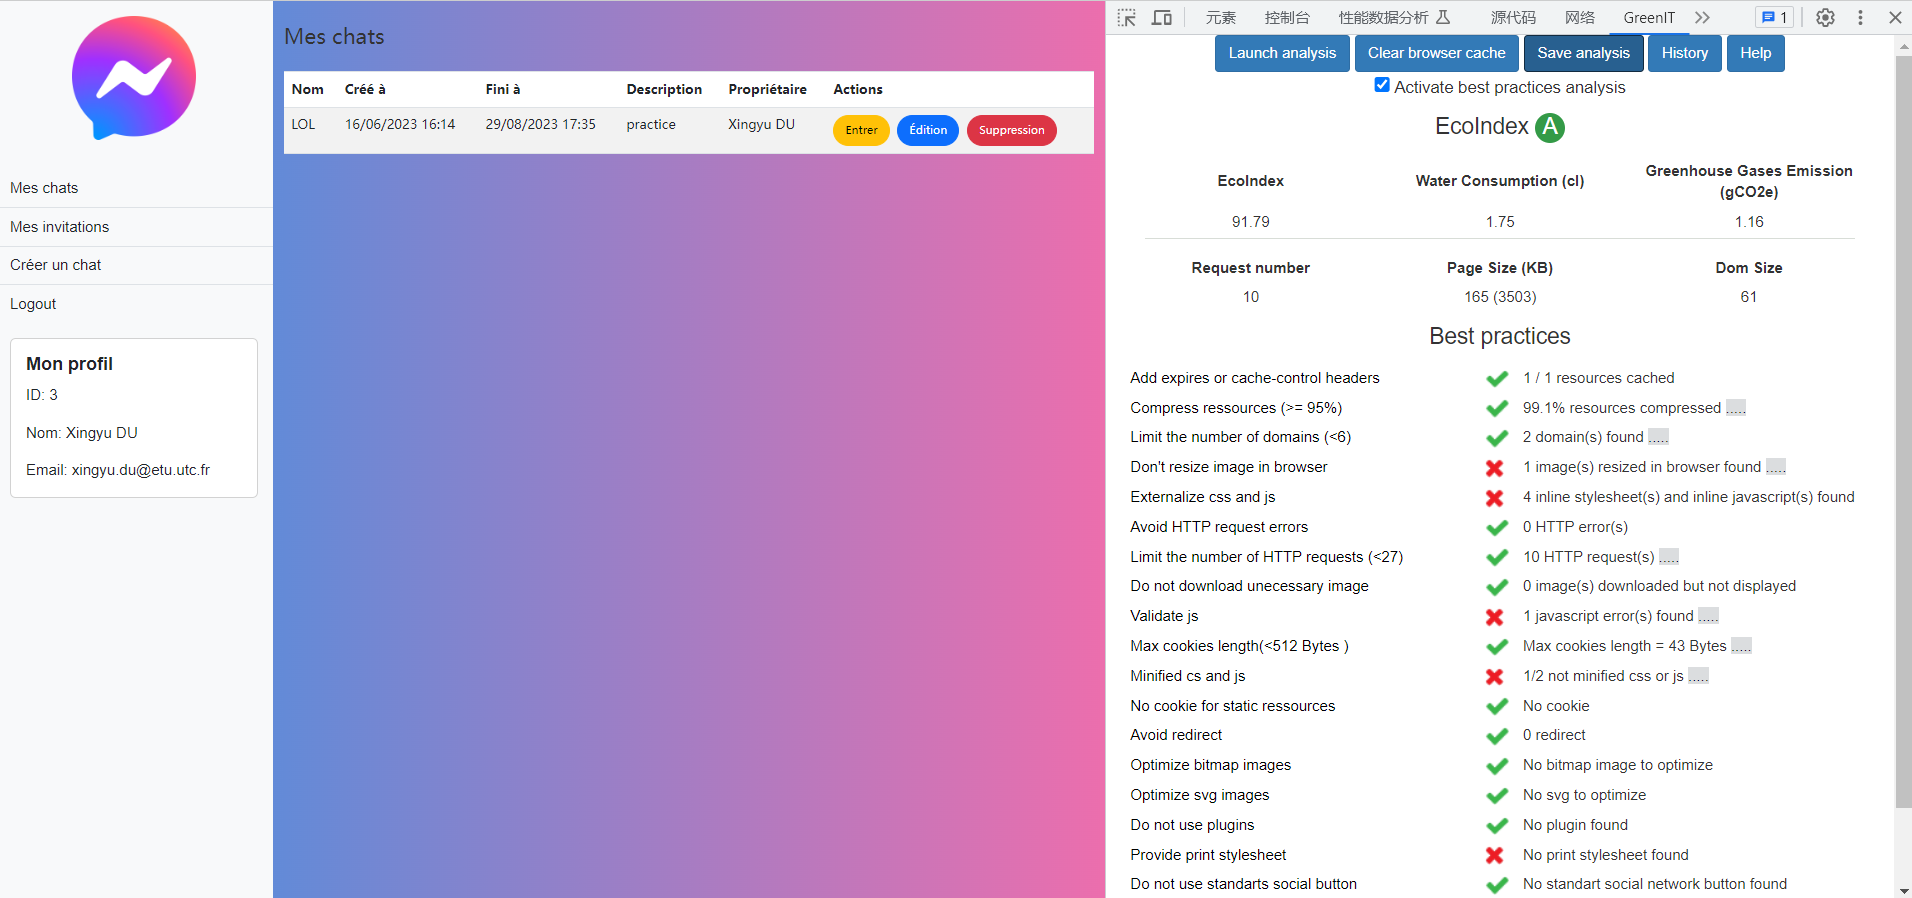 Mes chats
Mes invitations
Créer un chat
Logout
Mon profil
ID: 3
Nom: Xingyu DU
Email: xingyu.du@etu.utc.fr
Mes chats
Nom Créé à Fini à Description Propriétaire Actions
LOL 16/06/2023 16:14 29/08/2023 17:35 practice Xingyu DU Entrer Édition Suppression
元素 控制台 性能数据分析 源代码 网络 GreenIT 1
Launch analysis Clear browser cache Save analysis History Help
Activate best practices analysis
EcoIndex A
EcoIndex Water Consumption (cl) Greenhouse Gases Emission
(gCO2e)
91.79 1.75 1.16
Request number Page Size (KB) Dom Size
10 165 (3503) 61
Best practices
Add expires or cache-control headers 1 / 1 resources cached
Compress ressources (>= 95%) 99.1% resources compressed .....
Limit the number of domains (<6) 2 domain(s) found .....
Don't resize image in browser 1 image(s) resized in browser found .....
Externalize css and js 4 inline stylesheet(s) and inline javascript(s) found
Avoid HTTP request errors 0 HTTP error(s)
Limit the number of HTTP requests (<27) 10 HTTP request(s) .....
Do not download unecessary image 0 image(s) downloaded but not displayed
Validate js 1 javascript error(s) found .....
Max cookies length(<512 Bytes ) Max cookies length = 43 Bytes .....
Minified cs and js 1/2 not minified css or js .....
No cookie for static ressources No cookie
Avoid redirect 0 redirect
Optimize bitmap images No bitmap image to optimize
Optimize svg images No svg to optimize
Do not use plugins No plugin found
Provide print stylesheet No print stylesheet found
Do not use standarts social button No standart social network button found